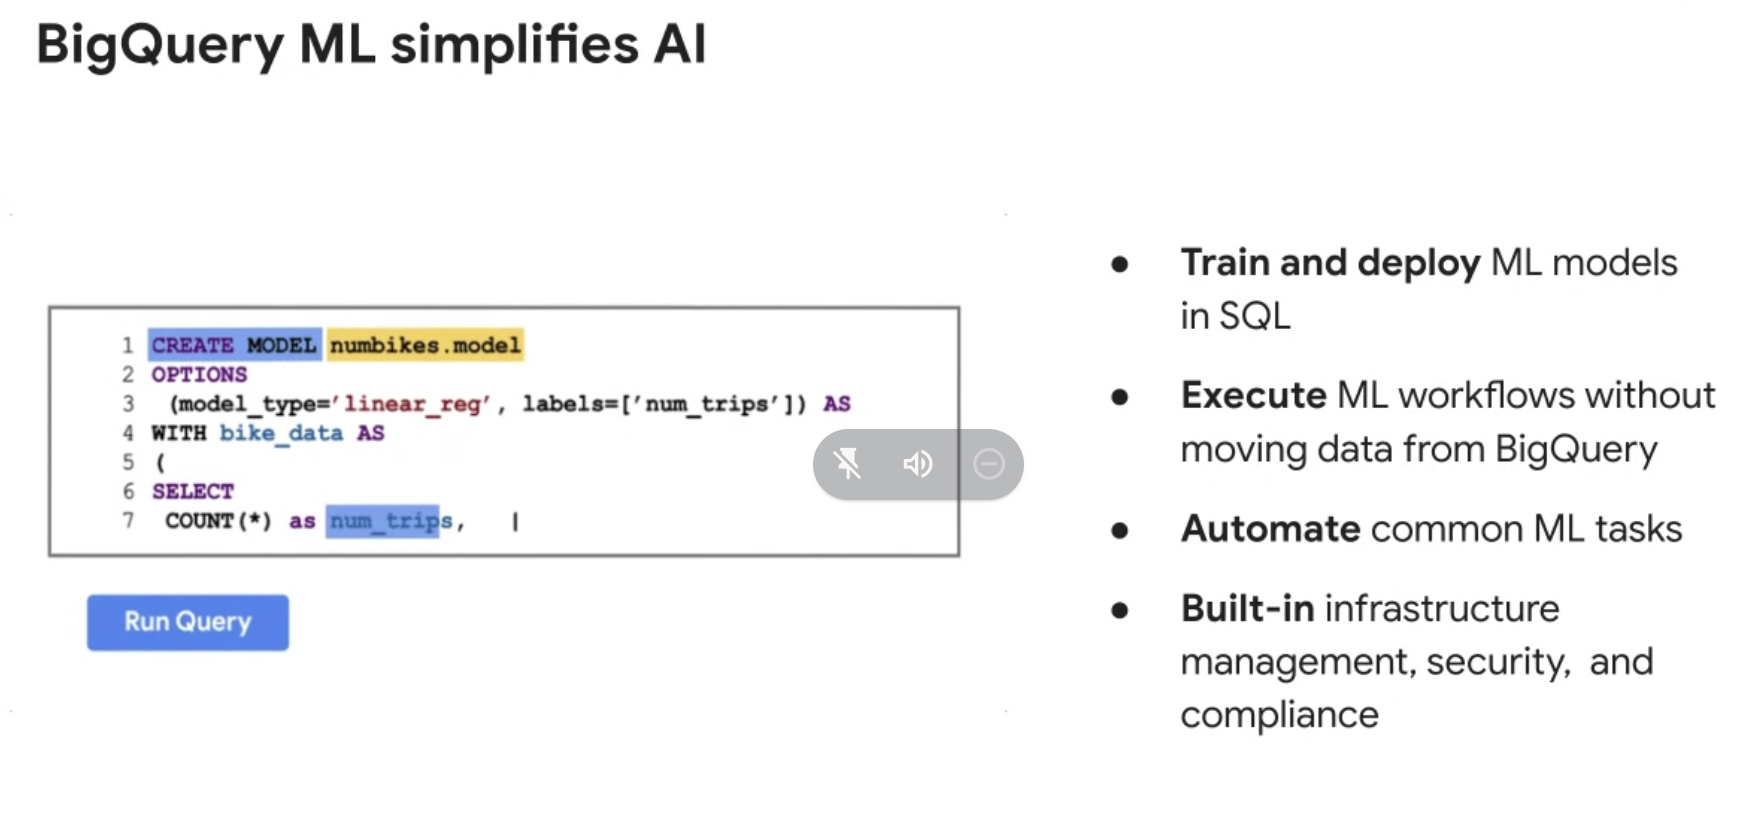 BigQuery ML simplifies AI
1 CREATE MODEL numbikes.model
2 OPTIONS
3 (model_type='linear_reg', labels=['num_trips']) AS
4 WITH bike_data AS
5 (
6 SELECT
7 COUNT(*) as num_trips,
Run Query
● Train and deploy ML models
in SQL
● Execute ML workflows without
moving data from BigQuery
● Automate common ML tasks
● Built-in infrastructure
management, security, and
compliance